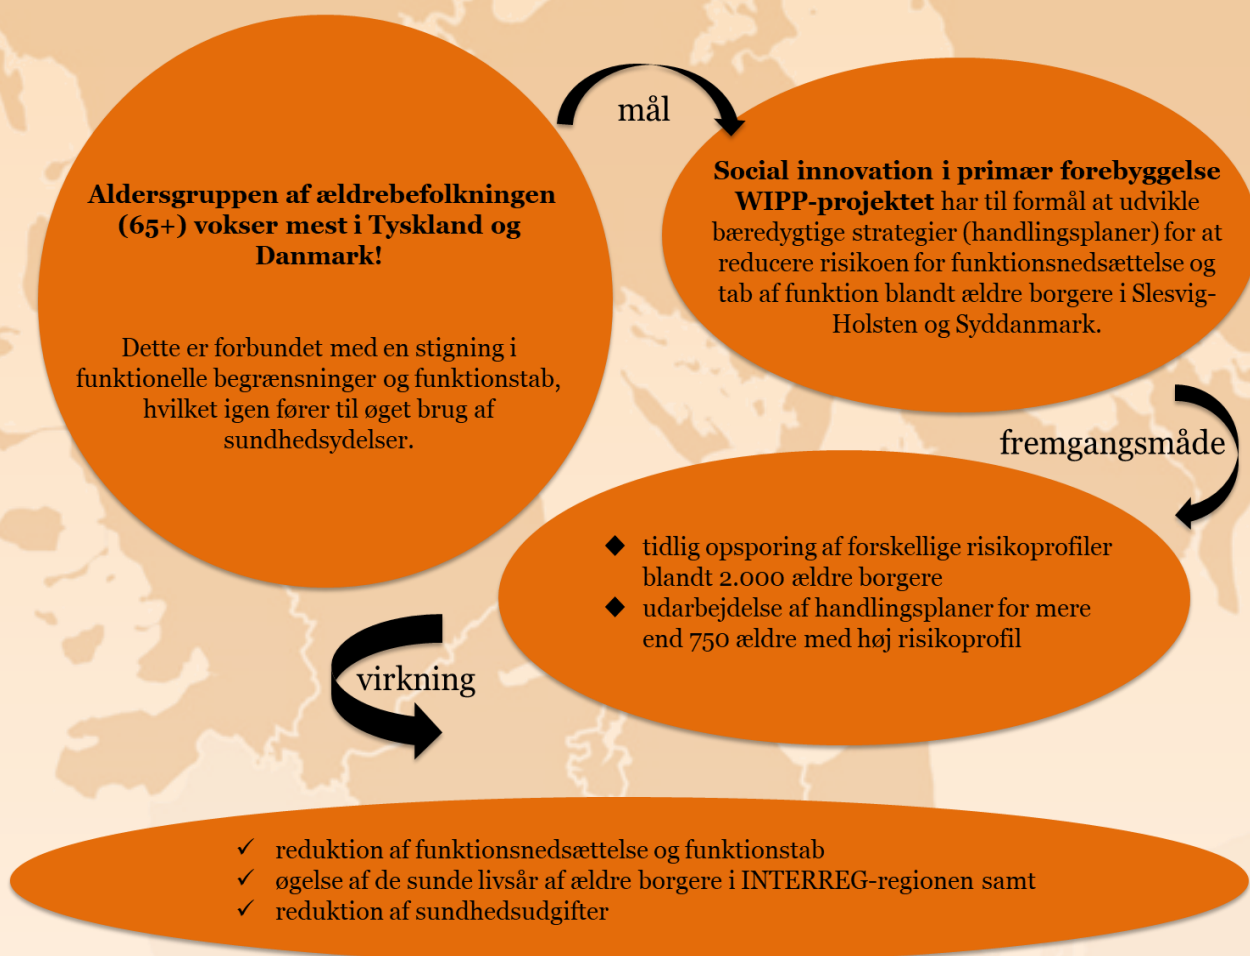 Aldersgruppen af ældrebefolkningen
(65+) vokser mest i Tyskland og
Danmark!
Dette er forbundet med en stigning i
funktionelle begrænsninger og funktionstab,
hvilket igen fører til øget brug af
sundhedsydelser.
mål
Social innovation i primær forebyggelse
WIPP-projektet har til formål at udvikle
bæredygtige strategier (handlingsplaner) for at
reducere risikoen for funktionsnedsættelse og
tab af funktion blandt ældre borgere i Slesvig-
Holsten og Syddanmark.
fremgangsmåde
◆ tidlig opsporing af forskellige risikoprofiler
blandt 2.000 ældre borgere
◆ udarbejdelse af handlingsplaner for mere
end 750 ældre med høj risikoprofil
virkning
✓ reduktion af funktionsnedsættelse og funktionstab
✓ øgelse af de sunde livsår af ældre borgere i INTERREG-regionen samt
✓ reduktion af sundhedsudgifter